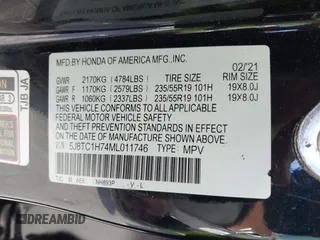 MFD.BY HONDA OF AMERICA MFG.,INC. 02/'21
GVWR 2170KG (4784LBS) TIRE SIZE RIM SIZE
GAWR F 1170KG (2579LBS) 235/55R19 101H 19X8.0J
GAWR R 1060KG (2337LBS) 235/55R19 101H 19X8.0J
THIS VEHICLE CONFORMS TO ALL APPLICABLE
FEDERAL MOTOR VEHICLE SAFETY AND THEFT
PREVENTION STANDARDS IN EFFECT ON THE DATE
OF MANUFACTURE SHOWN ABOVE.
V.I.N.: 5J8TC1H74ML011746 TYPE: MPV
NH893P - V - L
TJB JA
DREAMBID